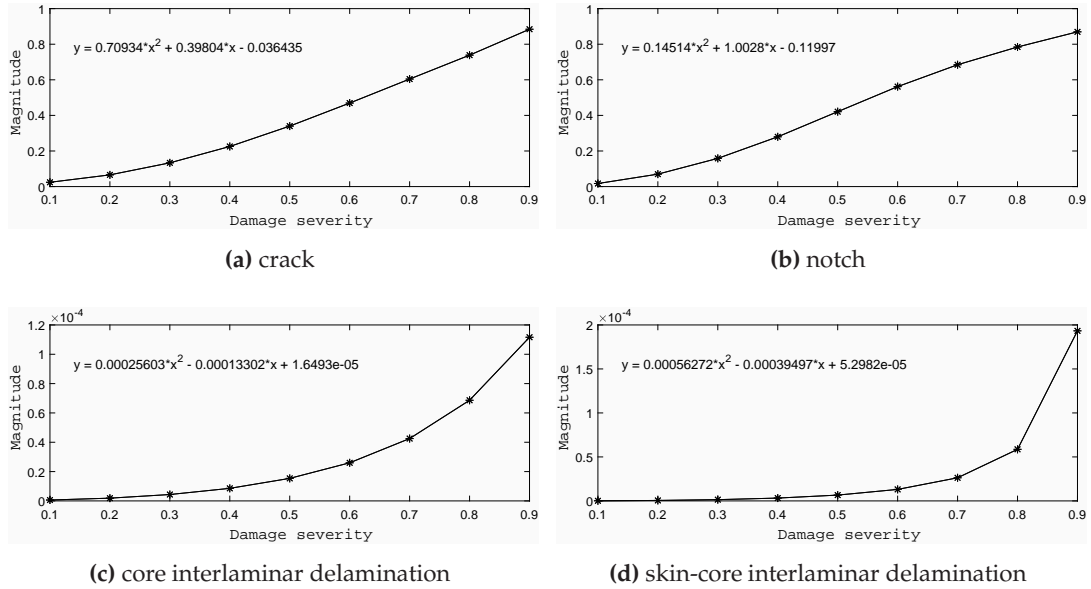 y = 0.70934*x² + 0.39804*x - 0.036435
Magnitude
1
0.8
0.6
0.4
0.2
0
0.1 0.2 0.3 0.4 0.5 0.6 0.7 0.8 0.9
Damage severity
(a) crack
y = 0.14514*x² + 1.0028*x - 0.11997
Magnitude
1
0.8
0.6
0.4
0.2
0
0.1 0.2 0.3 0.4 0.5 0.6 0.7 0.8 0.9
Damage severity
(b) notch
×10⁻⁴
y = 0.00025603*x² - 0.00013302*x + 1.6493e-05
Magnitude
1.2
1
0.8
0.6
0.4
0.2
0
0.1 0.2 0.3 0.4 0.5 0.6 0.7 0.8 0.9
Damage severity
(c) core interlaminar delamination
×10⁻⁴
y = 0.00056272*x² - 0.00039497*x + 5.2982e-05
Magnitude
2
1.5
1
0.5
0
0.1 0.2 0.3 0.4 0.5 0.6 0.7 0.8 0.9
Damage severity
(d) skin-core interlaminar delamination